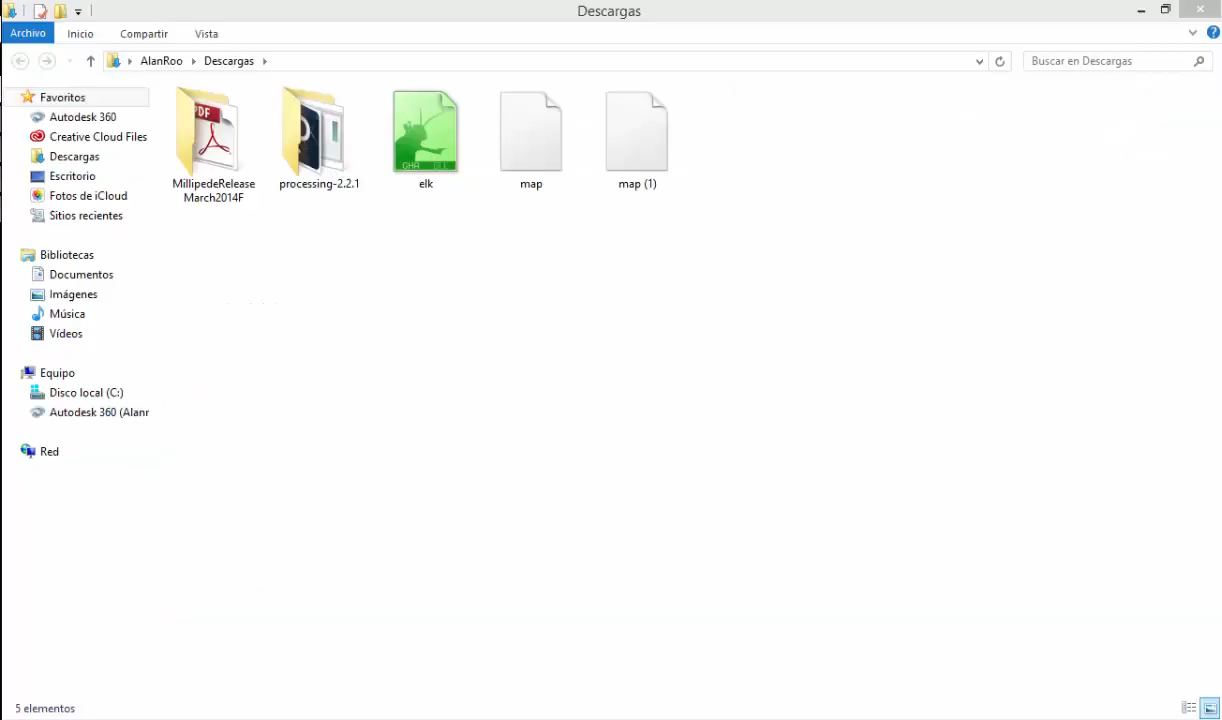 Descargas
Archivo Inicio Compartir Vista
AlanRoo Descargas Buscar en Descargas
Favoritos
Autodesk 360
Creative Cloud Files
Descargas
Escritorio
Fotos de iCloud
Sitios recientes
Bibliotecas
Documentos
Imágenes
Música
Vídeos
Equipo
Disco local (C:)
Autodesk 360 (Alanr
Red
PDF
MillipedeRelease
March2014F
processing-2.2.1
GHA
elk
map
map (1)
5 elementos